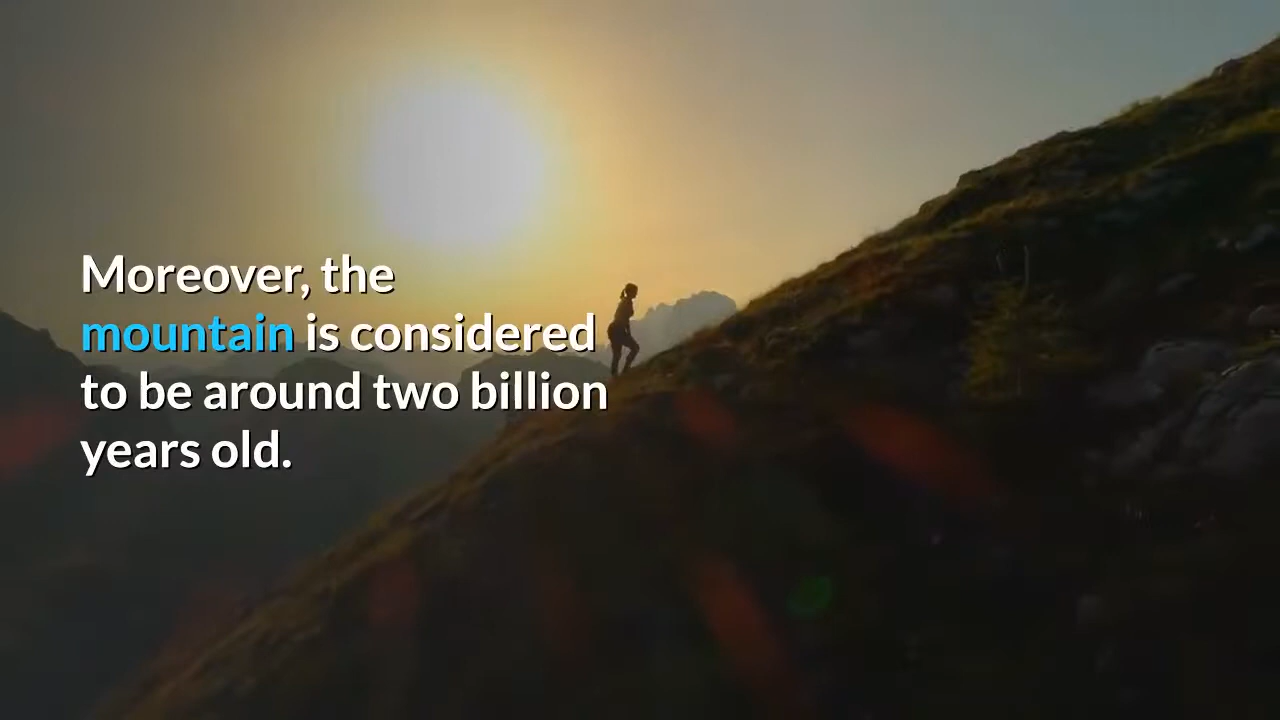 Moreover, the
mountain is considered
to be around two billion
years old.